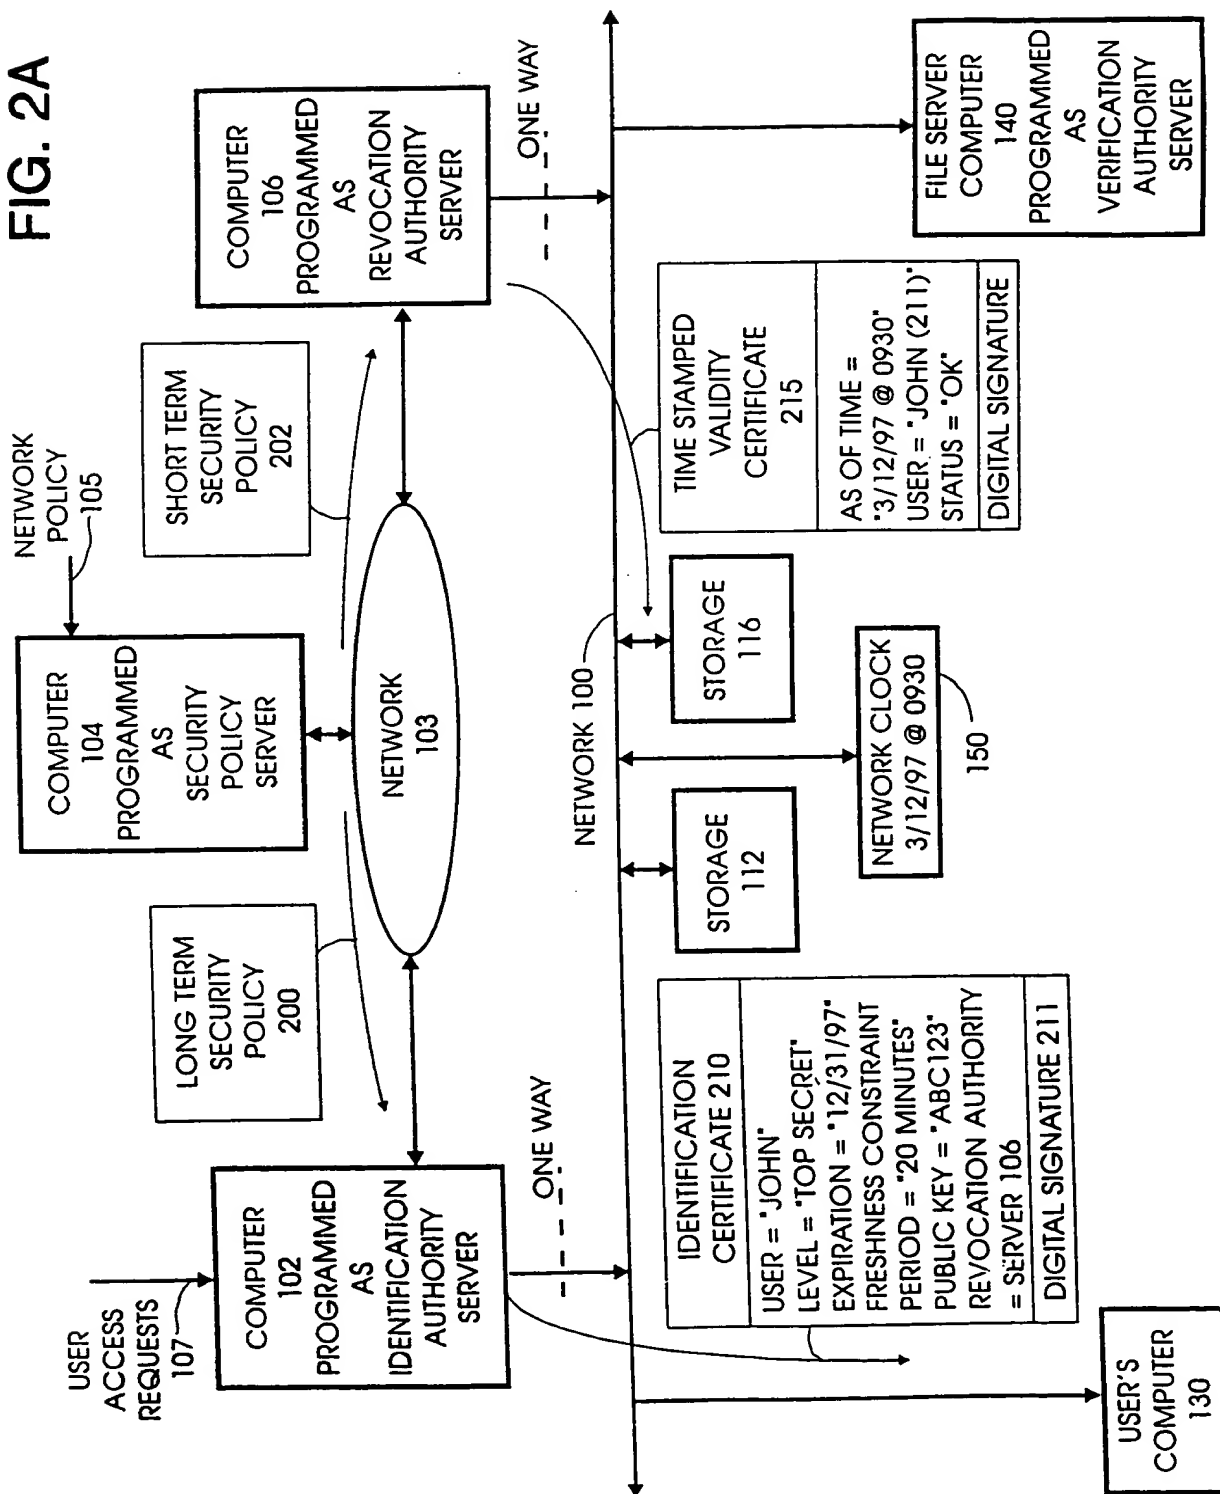 FIG. 2A
NETWORK
POLICY
105
USER
ACCESS
REQUESTS
107
COMPUTER
104
PROGRAMMED
AS
SECURITY
POLICY
SERVER
LONG TERM
SECURITY
POLICY
200
SHORT TERM
SECURITY
POLICY
202
COMPUTER
102
PROGRAMMED
AS
IDENTIFICATION
AUTHORITY
SERVER
NETWORK
103
COMPUTER
106
PROGRAMMED
AS
REVOCATION
AUTHORITY
SERVER
ONE WAY
ONE WAY
NETWORK 100
IDENTIFICATION
CERTIFICATE 210
USER = "JOHN"
LEVEL = "TOP SECRET"
EXPIRATION = "12/31/97"
FRESHNESS CONSTRAINT
PERIOD = "20 MINUTES"
PUBLIC KEY = "ABC123"
REVOCATION AUTHORITY
= SERVER 106
DIGITAL SIGNATURE 211
STORAGE
112
STORAGE
116
TIME STAMPED
VALIDITY
CERTIFICATE
215
AS OF TIME =
"3/12/97 @ 0930"
USER = "JOHN (211)"
STATUS = "OK"
DIGITAL SIGNATURE
NETWORK CLOCK
3/12/97 @ 0930
150
USER'S
COMPUTER
130
FILE SERVER
COMPUTER
140
PROGRAMMED
AS
VERIFICATION
AUTHORITY
SERVER